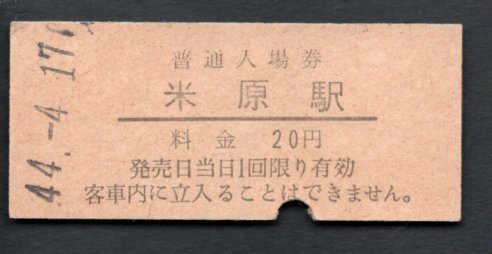 44.-4.17
普通入場券
米原駅
料金 20円
発売日当日1回限り有効
客車内に立入ることはできません。